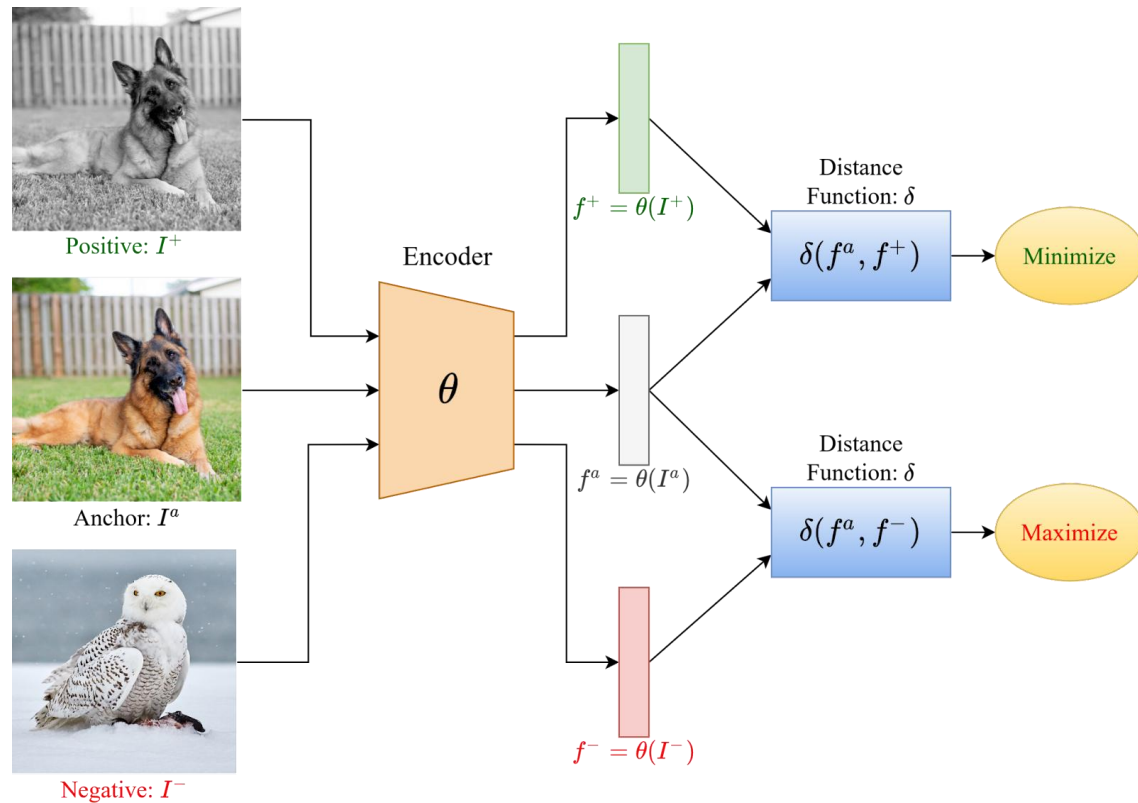 Positive: I⁺
Anchor: Iᵃ
Negative: I⁻
Encoder
θ
f⁺ = θ(I⁺)
fᵃ = θ(Iᵃ)
f⁻ = θ(I⁻)
Distance
Function: δ
δ(fᵃ, f⁺)
Minimize
Distance
Function: δ
δ(fᵃ, f⁻)
Maximize